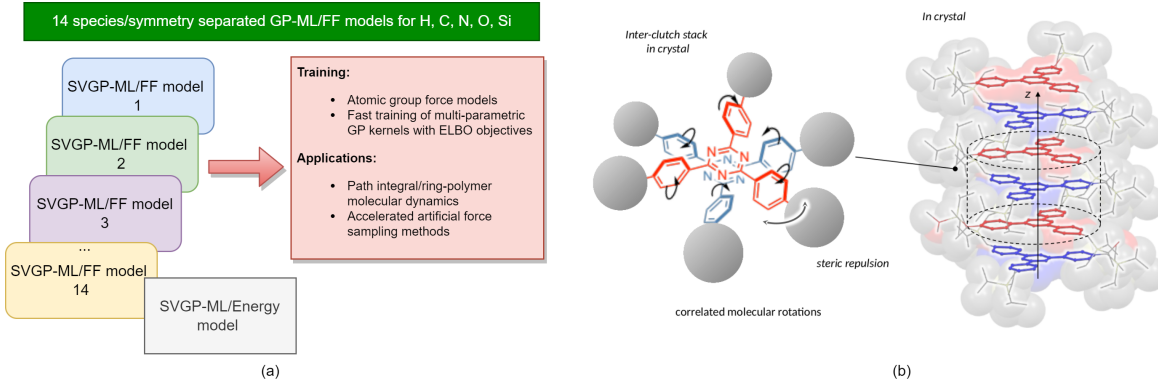 14 species/symmetry separated GP-ML/FF models for H, C, N, O, Si
SVGP-ML/FF model
1
SVGP-ML/FF model
2
SVGP-ML/FF model
3
...
SVGP-ML/FF model
14
SVGP-ML/Energy
model
Training:
• Atomic group force models
• Fast training of multi-parametric
GP kernels with ELBO objectives
Applications:
• Path integral/ring-polymer
molecular dynamics
• Accelerated artificial force
sampling methods
(a)
Inter-clutch stack
in crystal
N
N
N
N
N
N
steric repulsion
correlated molecular rotations
In crystal
z
(b)